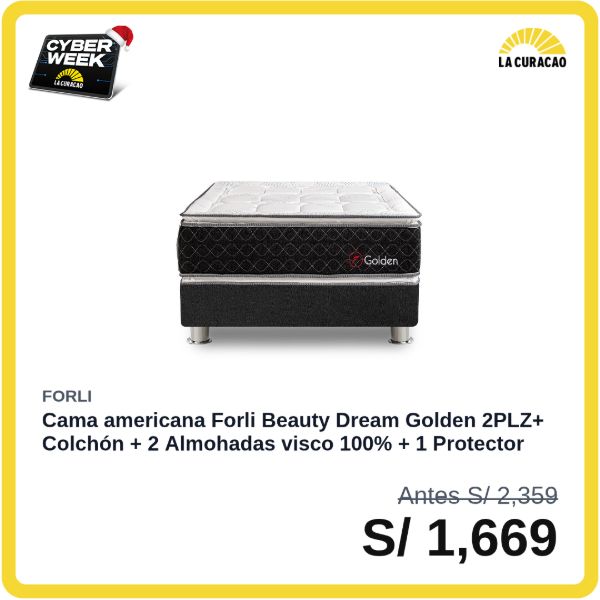 CYBER
WEEK
LA CURACAO
LA CURACAO
Golden
FORLI
Cama americana Forli Beauty Dream Golden 2PLZ+
Colchón + 2 Almohadas visco 100% + 1 Protector
Antes S/ 2,359
S/ 1,669